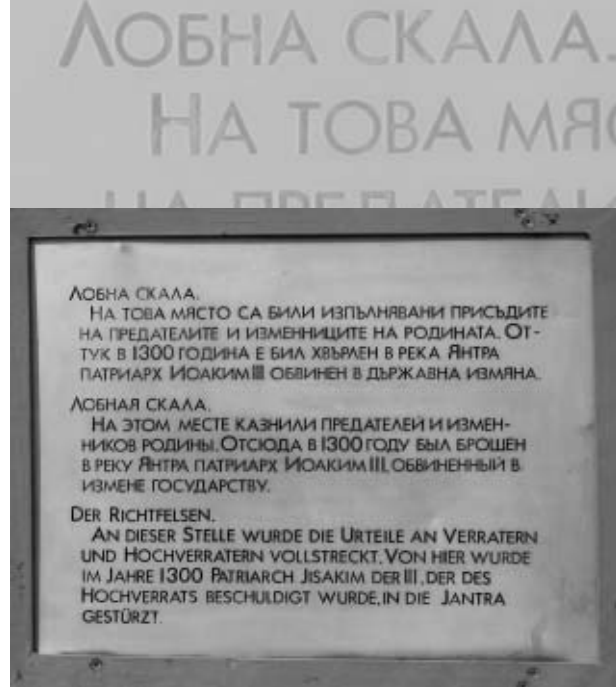 ЛОБНА СКАЛА.
НА ТОВА МЯ
НА ПРЕДАТЕЛИ
ЛОБНА СКАЛА.
НА ТОВА МЯСТО СА БИЛИ ИЗПЪЛНЯВАНИ ПРИСЪДИТЕ
НА ПРЕДАТЕЛИТЕ И ИЗМЕННИЦИТЕ НА РОДИНАТА. ОТ-
ТУК В 1300 ГОДИНА Е БИЛ ХВЪРЛЕН В РЕКА ЯНТРА
ПАТРИАРХ ИОАКИМ III ОБВИНЕН В ДЪРЖАВНА ИЗМЯНА.
ЛОБНАЯ СКАЛА.
НА ЭТОМ МЕСТЕ КАЗНИЛИ ПРЕДАТЕЛЕЙ И ИЗМЕН-
НИКОВ РОДИНЫ. ОТСЮДА В 1300 ГОДУ БЫЛ БРОШЕН
В РЕКУ ЯНТРА ПАТРИАРХ ИОАКИМ III, ОБВИНЕННЫЙ В
ИЗМЕНЕ ГОСУДАРСТВУ.
DER RICHTFELSEN.
AN DIESER STELLE WURDE DIE URTEILE AN VERRATERN
UND HOCHVERRATERN VOLLSTRECKT. VON HIER WURDE
IM JAHRE 1300 PATRIARCH JISAKIM DER III, DER DES
HOCHVERRATS BESCHULDIGT WURDE, IN DIE JANTRA
GESTÜRZT.